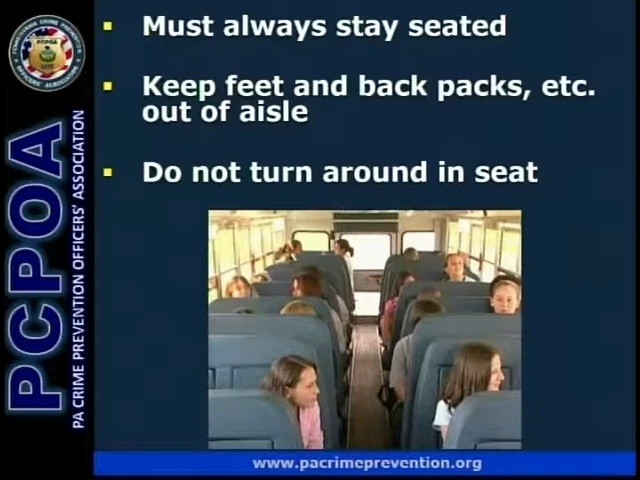 Must always stay seated
Keep feet and back packs, etc.
out of aisle
Do not turn around in seat
PCPOA
PA CRIME PREVENTION OFFICERS' ASSOCIATION
www.pacrimeprevention.org